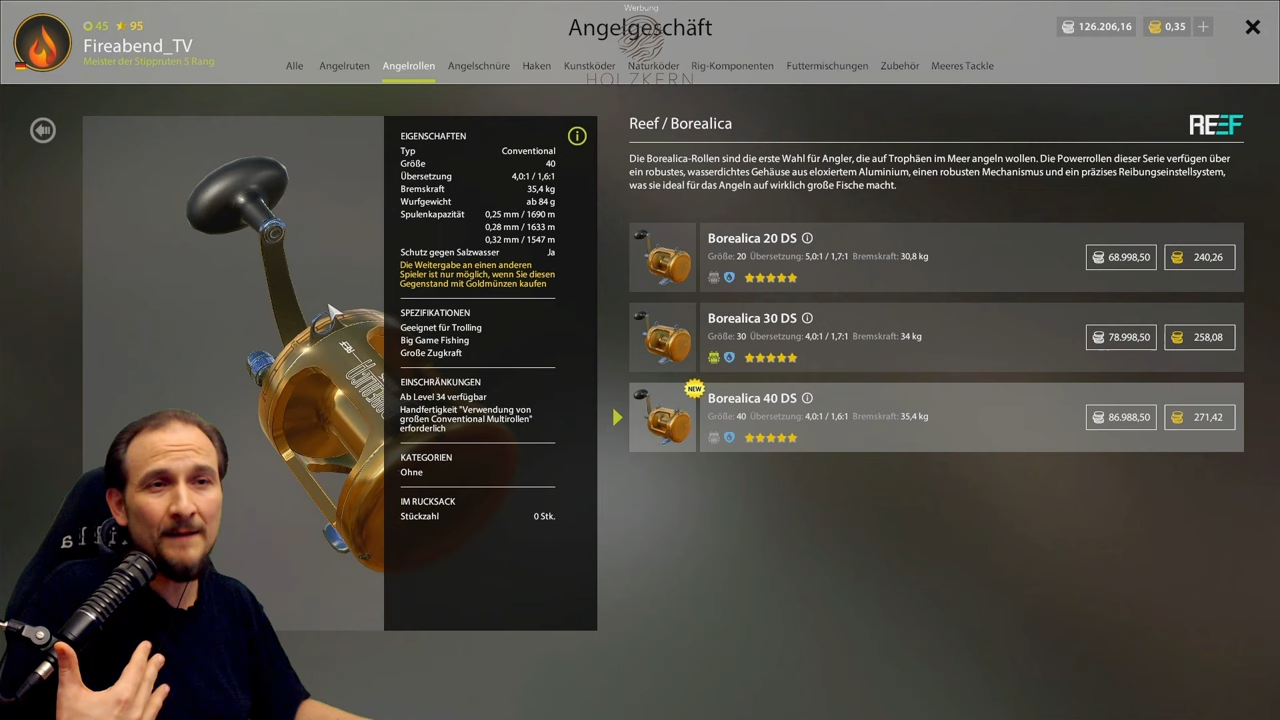 Werbung
Angelgeschäft
HOLZKERN
45 95
Fireabend_TV
Meister der Stippruten 5 Rang
126.206,16 0,35 +
Alle Angelruten Angelrollen Angelschnüre Haken Kunstköder Naturköder Rig-Komponenten Futtermischungen Zubehör Meeres Tackle
EIGENSCHAFTEN
Typ Conventional
Größe 40
Übersetzung 4,0:1 / 1,6:1
Bremskraft 35,4 kg
Wurfgewicht ab 84 g
Spulenkapazität 0,25 mm / 1690 m
0,28 mm / 1633 m
0,32 mm / 1547 m
Schutz gegen Salzwasser Ja
Die Weitergabe an einen anderen
Spieler ist nur möglich, wenn Sie diesen
Gegenstand mit Goldmünzen kaufen
SPEZIFIKATIONEN
Geeignet für Trolling
Big Game Fishing
Große Zugkraft
EINSCHRÄNKUNGEN
Ab Level 34 verfügbar
Handfertigkeit "Verwendung von
großen Conventional Multirollen"
erforderlich
KATEGORIEN
Ohne
IM RUCKSACK
Stückzahl 0 Stk.
REEF
Reef / Borealica
REEF
Die Borealica-Rollen sind die erste Wahl für Angler, die auf Trophäen im Meer angeln wollen. Die Powerrollen dieser Serie verfügen über
ein robustes, wasserdichtes Gehäuse aus eloxiertem Aluminium, einen robusten Mechanismus und ein präzises Reibungseinstellsystem,
was sie ideal für das Angeln auf wirklich große Fische macht.
Borealica 20 DS
Größe: 20 Übersetzung: 5,0:1 / 1,7:1 Bremskraft: 30,8 kg
68.998,50 240,26
Borealica 30 DS
Größe: 30 Übersetzung: 4,0:1 / 1,7:1 Bremskraft: 34 kg
78.998,50 258,08
NEW
Borealica 40 DS
Größe: 40 Übersetzung: 4,0:1 / 1,6:1 Bremskraft: 35,4 kg
86.988,50 271,42